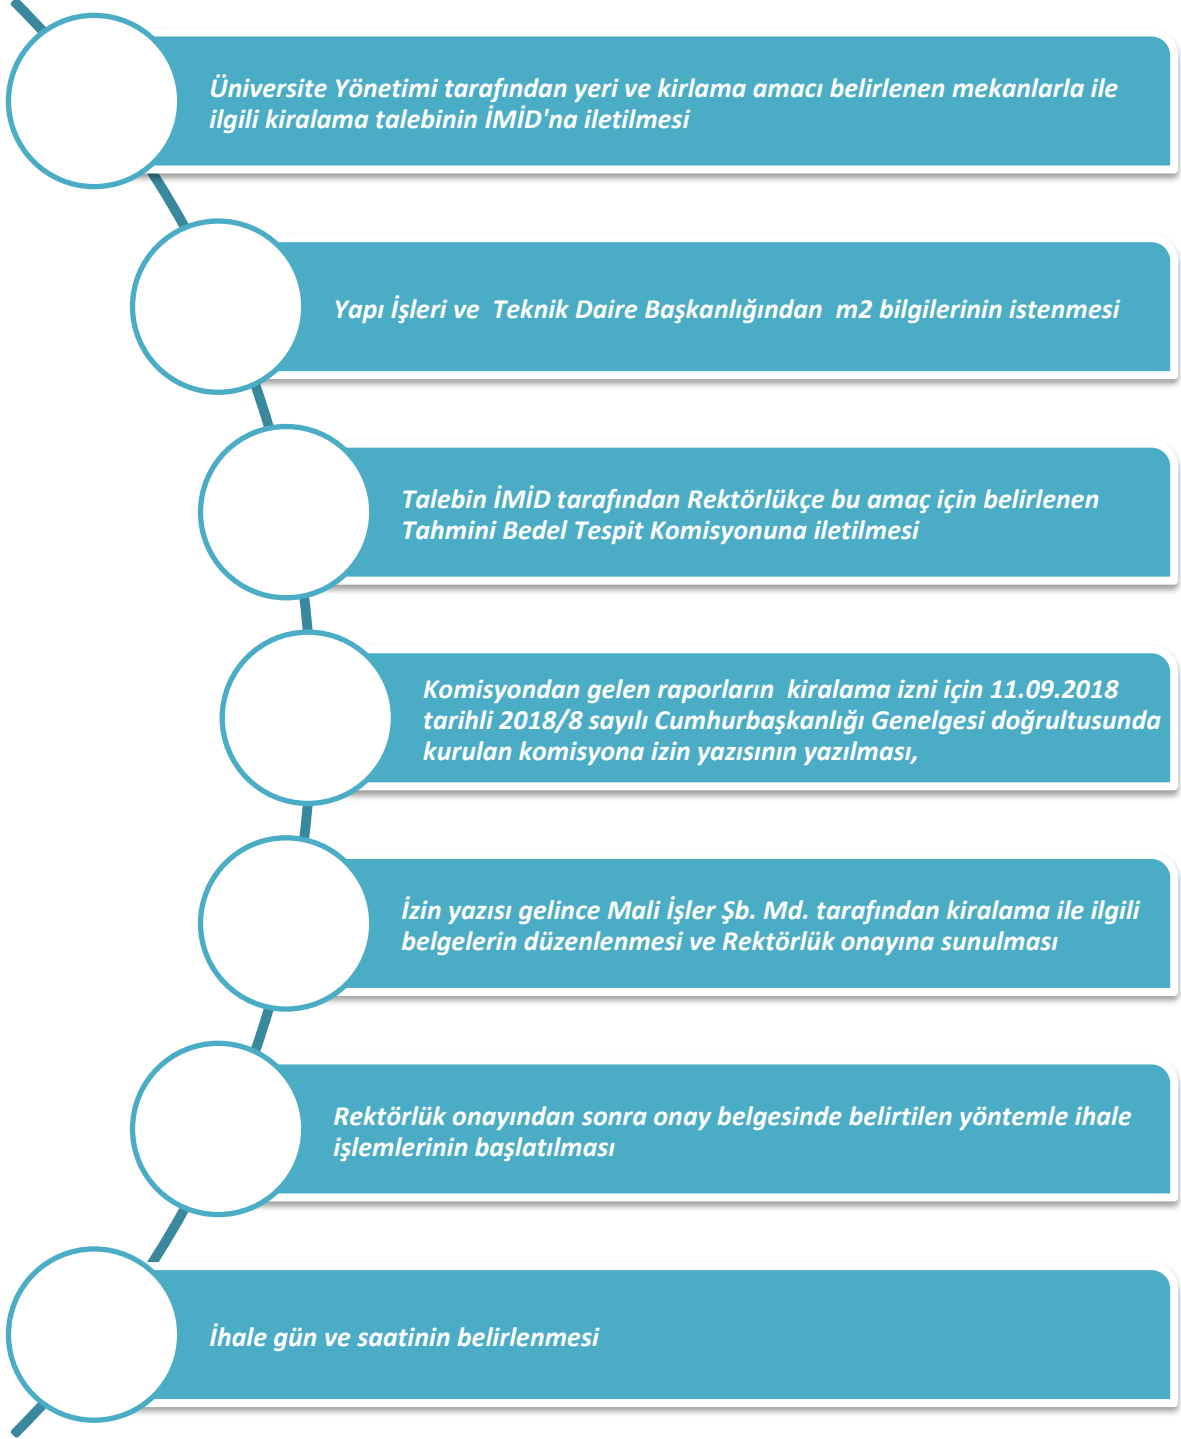 Üniversite Yönetimi tarafından yeri ve kirlama amacı belirlenen mekanlarla ile
ilgili kiralama talebinin İMİD'na iletilmesi
Yapı İşleri ve Teknik Daire Başkanlığından m2 bilgilerinin istenmesi
Talebin İMİD tarafından Rektörlükçe bu amaç için belirlenen
Tahmini Bedel Tespit Komisyonuna iletilmesi
Komisyondan gelen raporların kiralama izni için 11.09.2018
tarihli 2018/8 sayılı Cumhurbaşkanlığı Genelgesi doğrultusunda
kurulan komisyona izin yazısının yazılması,
İzin yazısı gelince Mali İşler Şb. Md. tarafından kiralama ile ilgili
belgelerin düzenlenmesi ve Rektörlük onayına sunulması
Rektörlük onayından sonra onay belgesinde belirtilen yöntemle ihale
işlemlerinin başlatılması
İhale gün ve saatinin belirlenmesi